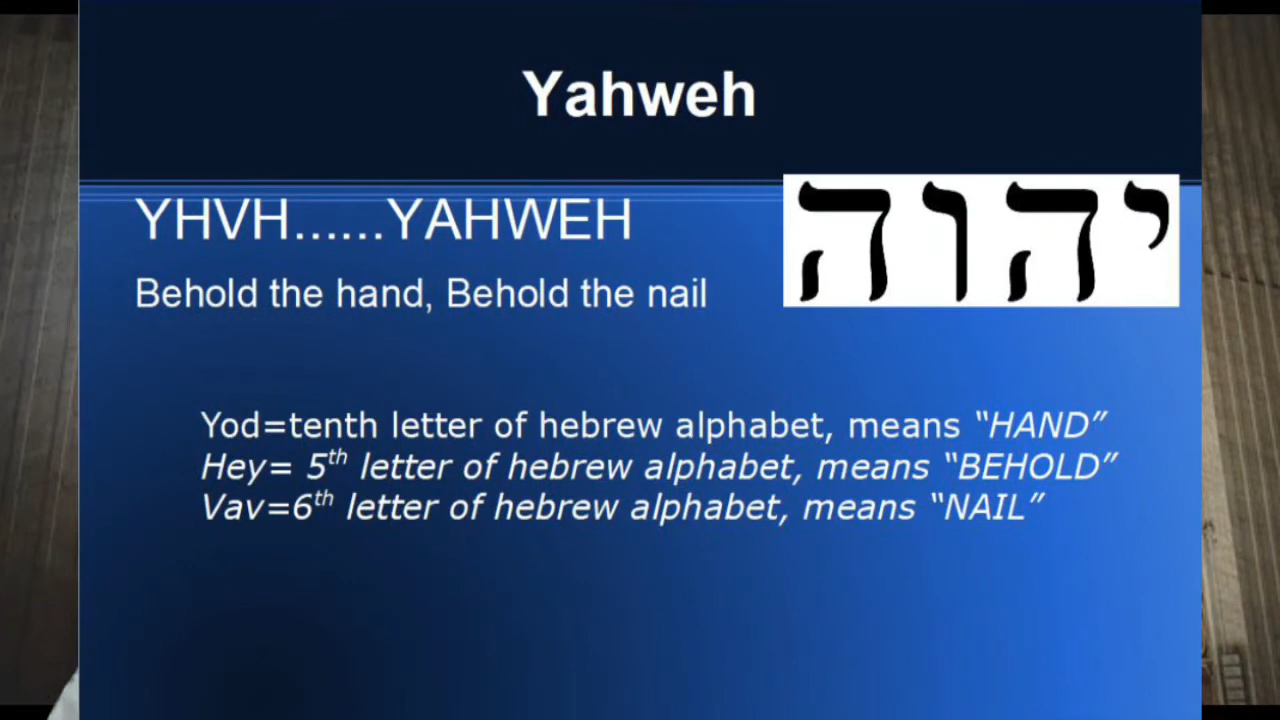 Yahweh
YHVH......YAHWEH
יהוה
Behold the hand, Behold the nail
Yod=tenth letter of hebrew alphabet, means “HAND”
Hey= 5th letter of hebrew alphabet, means “BEHOLD”
Vav=6th letter of hebrew alphabet, means “NAIL”